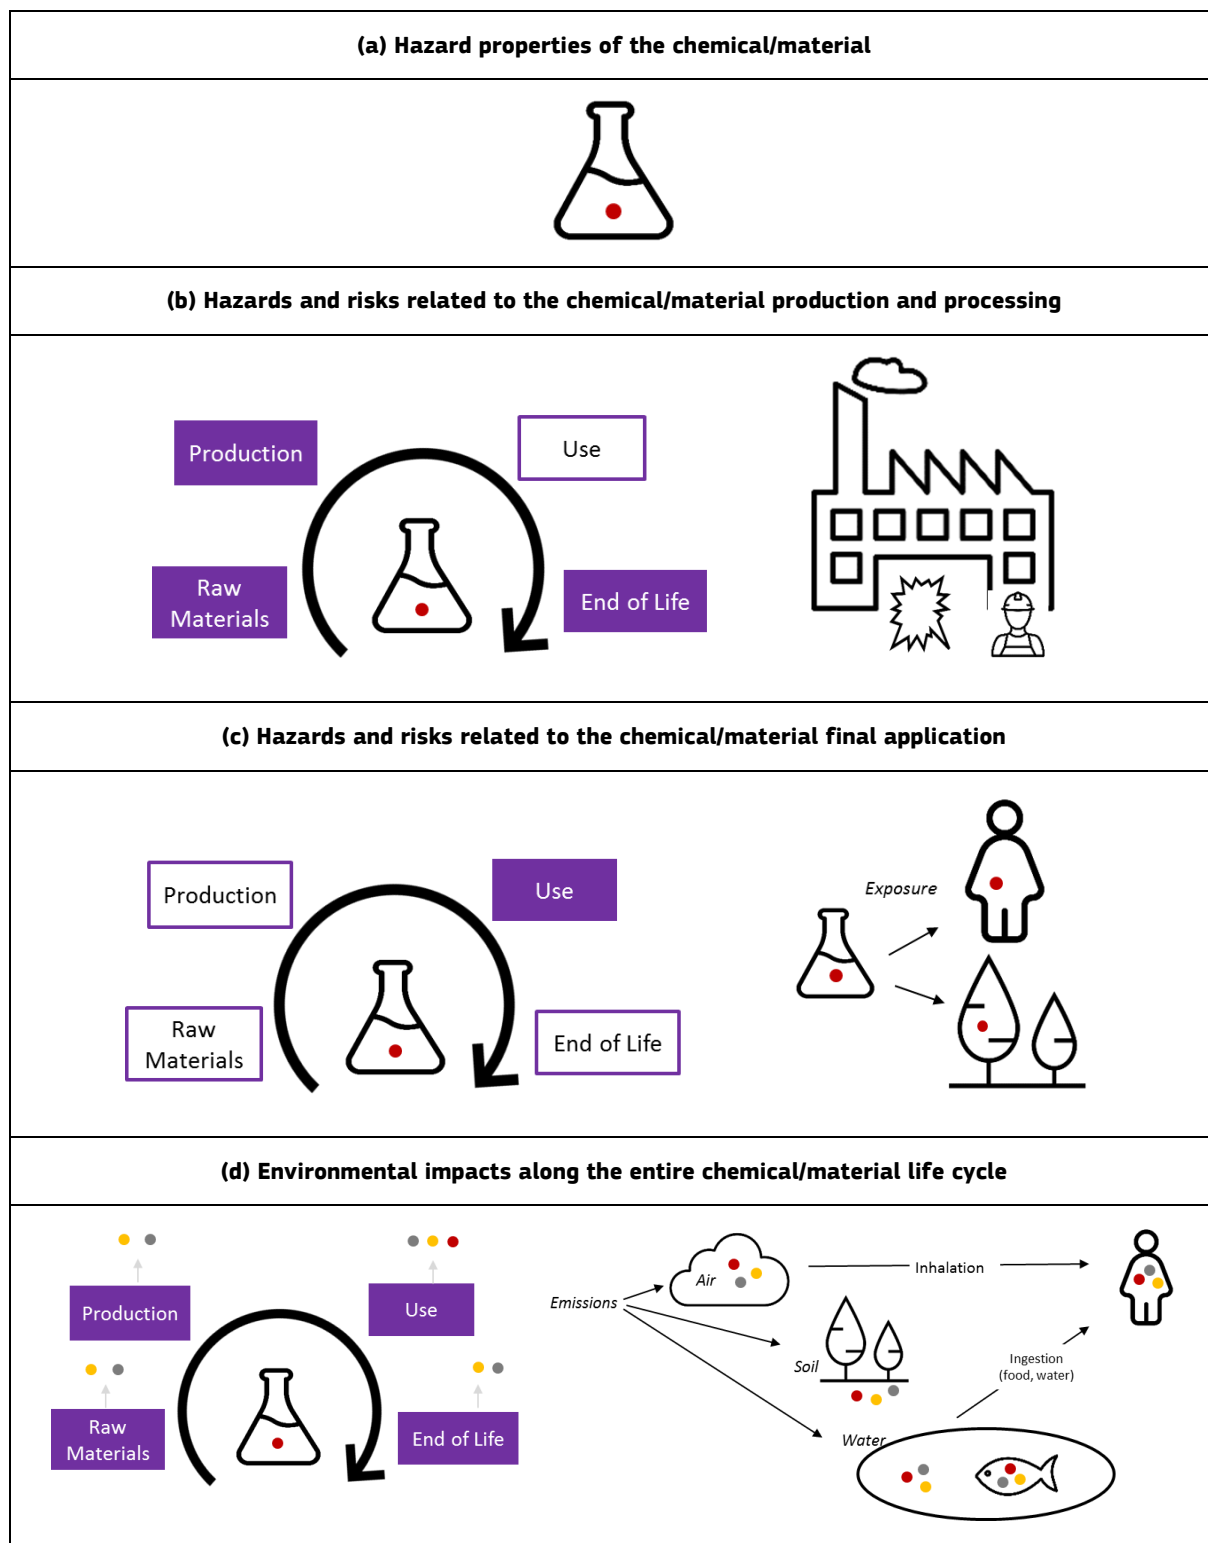 (a) Hazard properties of the chemical/material
(b) Hazards and risks related to the chemical/material production and processing
Production
Use
Raw
Materials
End of Life
(c) Hazards and risks related to the chemical/material final application
Production
Use
Raw
Materials
End of Life
Exposure
(d) Environmental impacts along the entire chemical/material life cycle
Production
Use
Raw
Materials
End of Life
Emissions
Air
Inhalation
Soil
Ingestion
(food, water)
Water